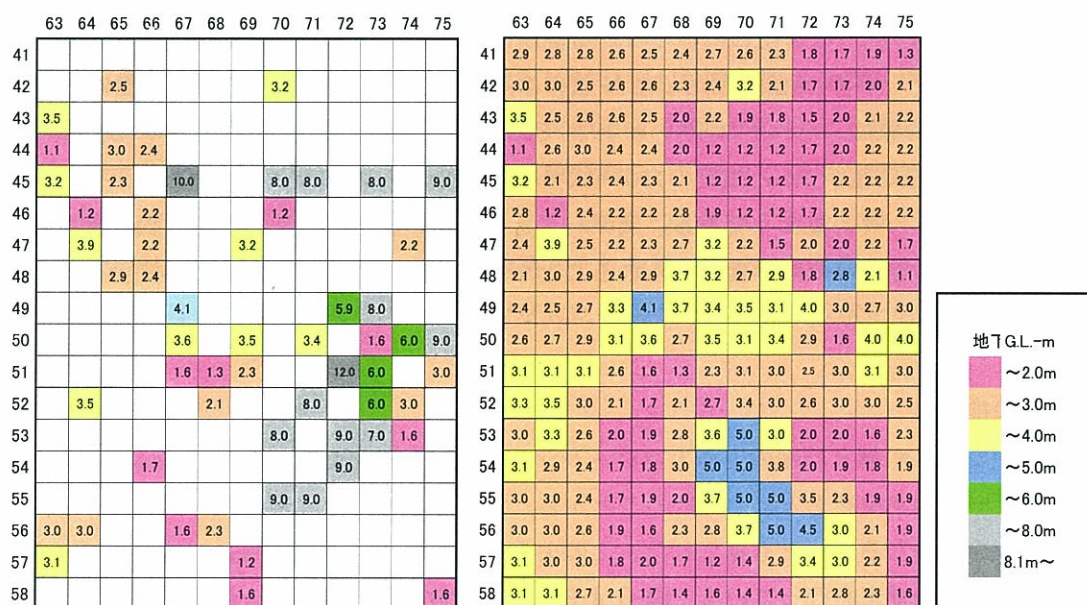 63 64 65 66 67 68 69 70 71 72 73 74 75
41
42 2.5 3.2
43 3.5
44 1.1 3.0 2.4
45 3.2 2.3 10.0 8.0 8.0 8.0 9.0
46 1.2 2.2 1.2
47 3.9 2.2 3.2 2.2
48 2.9 2.4
49 4.1 5.9 8.0
50 3.6 3.5 3.4 1.6 6.0 9.0
51 1.6 1.3 2.3 12.0 6.0 3.0
52 3.5 2.1 8.0 6.0 3.0
53 8.0 9.0 7.0 1.6
54 1.7 9.0
55 9.0 9.0
56 3.0 3.0 1.6 2.3
57 3.1 1.2
58 1.6 1.6
63 64 65 66 67 68 69 70 71 72 73 74 75
41 2.9 2.8 2.8 2.6 2.5 2.4 2.7 2.6 2.3 1.8 1.7 1.9 1.3
42 3.0 3.0 2.5 2.6 2.6 2.3 2.4 3.2 2.1 1.7 1.7 2.0 2.1
43 3.5 2.5 2.6 2.6 2.5 2.0 2.2 1.9 1.8 1.5 2.0 2.1 2.2
44 1.1 2.6 3.0 2.4 2.4 2.0 1.2 1.2 1.2 1.7 2.0 2.2 2.2
45 3.2 2.1 2.3 2.4 2.3 2.1 1.2 1.2 1.2 1.7 2.2 2.2 2.2
46 2.8 1.2 2.4 2.2 2.2 2.8 1.9 1.2 1.2 1.7 2.2 2.2 2.2
47 2.4 3.9 2.5 2.2 2.3 2.7 3.2 2.2 1.5 2.0 2.0 2.2 1.7
48 2.1 3.0 2.9 2.4 2.9 3.7 3.2 2.7 2.9 1.8 2.8 2.1 1.1
49 2.4 2.5 2.7 3.3 4.1 3.7 3.4 3.5 3.1 4.0 3.0 2.7 3.0
50 2.6 2.7 2.9 3.1 3.6 2.7 3.5 3.1 3.4 2.9 1.6 4.0 4.0
51 3.1 3.1 3.1 2.6 1.6 1.3 2.3 3.1 3.0 2.5 3.0 3.1 3.0
52 3.3 3.5 3.0 2.1 1.7 2.1 2.7 3.4 3.0 2.6 3.0 3.0 2.5
53 3.0 3.3 2.6 2.0 1.9 2.8 3.6 5.0 3.0 2.0 2.0 1.6 2.3
54 3.1 2.9 2.4 1.7 1.8 3.0 5.0 5.0 3.8 2.0 1.9 1.8 1.9
55 3.0 3.0 2.4 1.7 1.9 2.0 3.7 5.0 5.0 3.5 2.3 1.9 1.9
56 3.0 3.0 2.6 1.9 1.6 2.3 2.8 3.7 5.0 4.5 3.0 2.1 1.9
57 3.1 3.0 3.0 1.8 2.0 1.7 1.2 1.4 2.9 3.4 3.0 2.2 1.9
58 3.1 3.1 2.7 2.1 1.7 1.4 1.6 1.4 1.4 2.1 2.8 2.3 1.6
地下G.L.-m
～2.0m
～3.0m
～4.0m
～5.0m
～6.0m
～8.0m
8.1m～